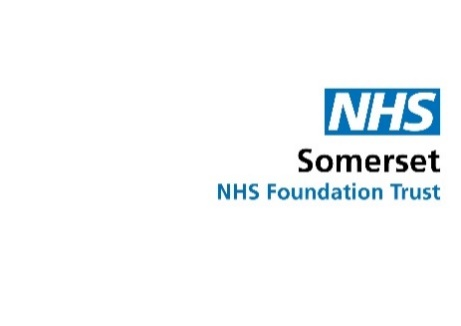 NHS
Somerset
NHS Foundation Trust